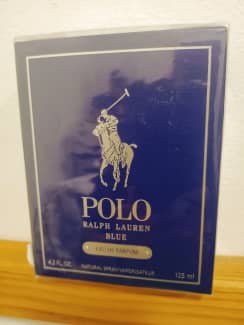 POLO
RALPH LAUREN
BLUE
EAU DE PARFUM
4.2 FL. OZ. NATURAL SPRAY/VAPORISATEUR 125 ml